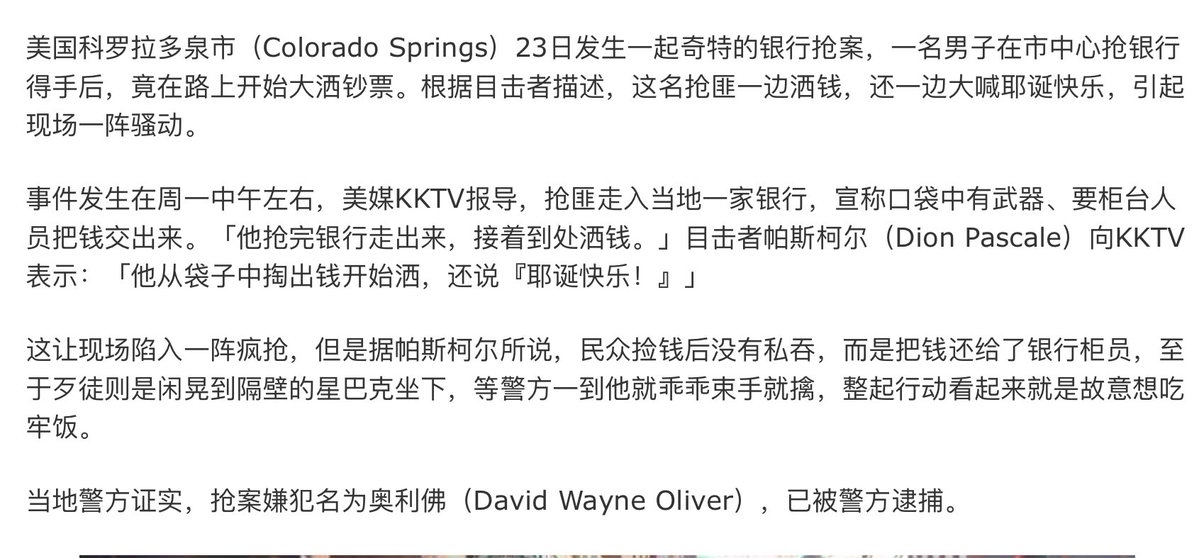 美国科罗拉多泉市（Colorado Springs）23日发生一起奇特的银行抢案，一名男子在市中心抢银行
得手后，竟在路上开始大洒钞票。根据目击者描述，这名抢匪一边洒钱，还一边大喊耶诞快乐，引起
现场一阵骚动。
事件发生在周一中午左右，美媒KKTV报导，抢匪走入当地一家银行，宣称口袋中有武器、要柜台人
员把钱交出来。「他抢完银行走出来，接着到处洒钱。」目击者帕斯柯尔（Dion Pascale）向KKTV
表示：「他从袋子中掏出钱开始洒，还说『耶诞快乐！』」
这让现场陷入一阵疯抢，但是据帕斯柯尔所说，民众捡钱后没有私吞，而是把钱还给了银行柜员，至
于歹徒则是闲晃到隔壁的星巴克坐下，等警方一到他就乖乖束手就擒，整起行动看起来就是故意想吃
牢饭。
当地警方证实，抢案嫌犯名为奥利佛（David Wayne Oliver），已被警方逮捕。